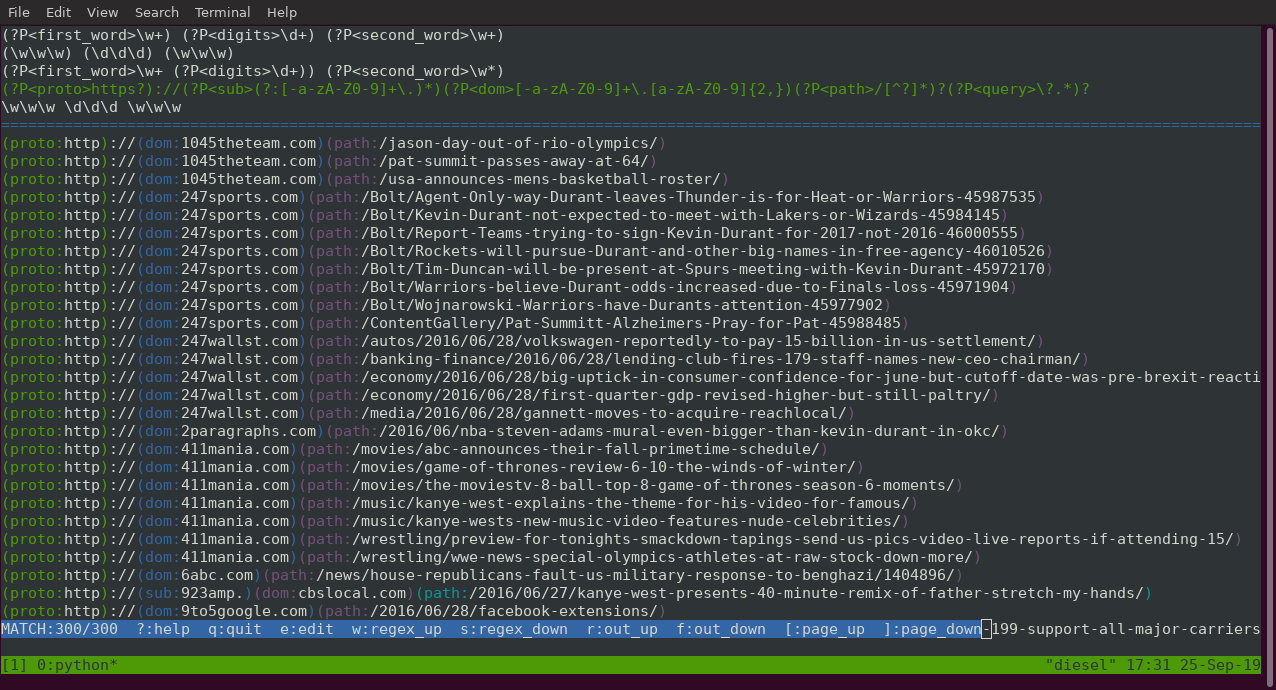 File Edit View Search Terminal Help
(?P<first_word>\w+) (?P<digits>\d+) (?P<second_word>\w+)
(\w\w\w) (\d\d\d) (\w\w\w)
(?P<first_word>\w+ (?P<digits>\d+)) (?P<second_word>\w*)
(?P<proto>https?)://(?P<sub>(?:[-a-zA-Z0-9]+\.)*)(?P<dom>[-a-zA-Z0-9]+\.[a-zA-Z0-9]{2,})(?P<path>/[^?]*)?(?P<query>\?.*)?
\w\w\w \d\d\d \w\w\w
(proto:http)://(dom:1045theteam.com)(path:/jason-day-out-of-rio-olympics/)
(proto:http)://(dom:1045theteam.com)(path:/pat-summit-passes-away-at-64/)
(proto:http)://(dom:1045theteam.com)(path:/usa-announces-mens-basketball-roster/)
(proto:http)://(dom:247sports.com)(path:/Bolt/Agent-Only-way-Durant-leaves-Thunder-is-for-Heat-or-Warriors-45987535)
(proto:http)://(dom:247sports.com)(path:/Bolt/Kevin-Durant-not-expected-to-meet-with-Lakers-or-Wizards-45984145)
(proto:http)://(dom:247sports.com)(path:/Bolt/Report-Teams-trying-to-sign-Kevin-Durant-for-2017-not-2016-46000555)
(proto:http)://(dom:247sports.com)(path:/Bolt/Rockets-will-pursue-Durant-and-other-big-names-in-free-agency-46010526)
(proto:http)://(dom:247sports.com)(path:/Bolt/Tim-Duncan-will-be-present-at-Spurs-meeting-with-Kevin-Durant-45972170)
(proto:http)://(dom:247sports.com)(path:/Bolt/Warriors-believe-Durant-odds-increased-due-to-Finals-loss-45971904)
(proto:http)://(dom:247sports.com)(path:/Bolt/Wojnarowski-Warriors-have-Durants-attention-45977902)
(proto:http)://(dom:247sports.com)(path:/ContentGallery/Pat-Summitt-Alzheimers-Pray-for-Pat-45988485)
(proto:http)://(dom:247wallst.com)(path:/autos/2016/06/28/volkswagen-reportedly-to-pay-15-billion-in-us-settlement/)
(proto:http)://(dom:247wallst.com)(path:/banking-finance/2016/06/28/lending-club-fires-179-staff-names-new-ceo-chairman/)
(proto:http)://(dom:247wallst.com)(path:/economy/2016/06/28/big-uptick-in-consumer-confidence-for-june-but-cutoff-date-was-pre-brexit-reacti
(proto:http)://(dom:247wallst.com)(path:/economy/2016/06/28/first-quarter-gdp-revised-higher-but-still-paltry/)
(proto:http)://(dom:247wallst.com)(path:/media/2016/06/28/gannett-moves-to-acquire-reachlocal/)
(proto:http)://(dom:2paragraphs.com)(path:/2016/06/nba-steven-adams-mural-even-bigger-than-kevin-durant-in-okc/)
(proto:http)://(dom:411mania.com)(path:/movies/abc-announces-their-fall-primetime-schedule/)
(proto:http)://(dom:411mania.com)(path:/movies/game-of-thrones-review-6-10-the-winds-of-winter/)
(proto:http)://(dom:411mania.com)(path:/movies/the-moviestv-8-ball-top-8-game-of-thrones-season-6-moments/)
(proto:http)://(dom:411mania.com)(path:/music/kanye-west-explains-the-theme-for-his-video-for-famous/)
(proto:http)://(dom:411mania.com)(path:/music/kanye-wests-new-music-video-features-nude-celebrities/)
(proto:http)://(dom:411mania.com)(path:/wrestling/preview-for-tonights-smackdown-tapings-send-us-pics-video-live-reports-if-attending-15/)
(proto:http)://(dom:411mania.com)(path:/wrestling/wwe-news-special-olympics-athletes-at-raw-stock-down-more/)
(proto:http)://(dom:6abc.com)(path:/news/house-republicans-fault-us-military-response-to-benghazi/1404896/)
(proto:http)://(sub:923amp.)(dom:cbslocal.com)(path:/2016/06/27/kanye-west-presents-40-minute-remix-of-father-stretch-my-hands/)
(proto:http)://(dom:9to5google.com)(path:/2016/06/28/facebook-extensions/)
MATCH:300/300 ?:help q:quit e:edit w:regex_up s:regex_down r:out_up f:out_down [:page_up ]:page_down-199-support-all-major-carriers
[1] 0:python* "diesel" 17:31 25-Sep-19